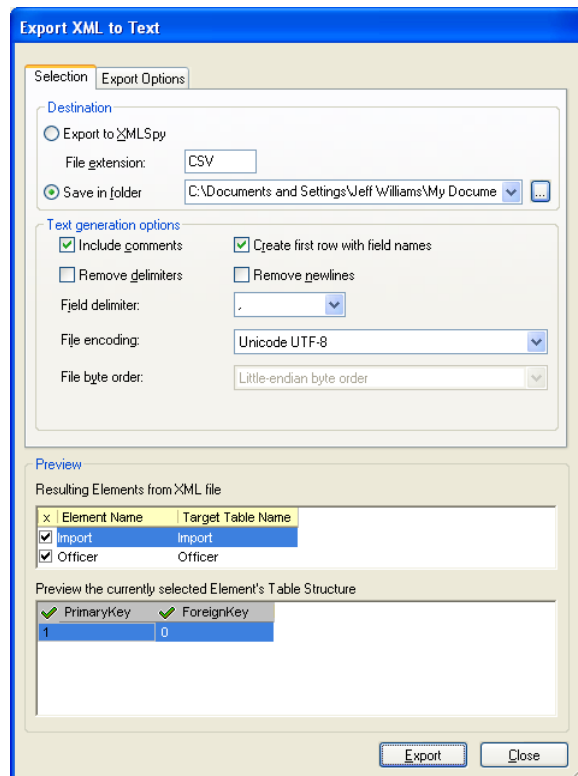 Export XML to Text
Selection Export Options
Destination
Export to XMLSpy
File extension: CSV
Save in folder C:\Documents and Settings\Jeff Williams\My Docume ...
Text generation options
Include comments Create first row with field names
Remove delimiters Remove newlines
Field delimiter: ,
File encoding: Unicode UTF-8
File byte order: Little-endian byte order
Preview
Resulting Elements from XML file
x Element Name Target Table Name
Import Import
Officer Officer
Preview the currently selected Element's Table Structure
PrimaryKey ForeignKey
1 0
Export Close